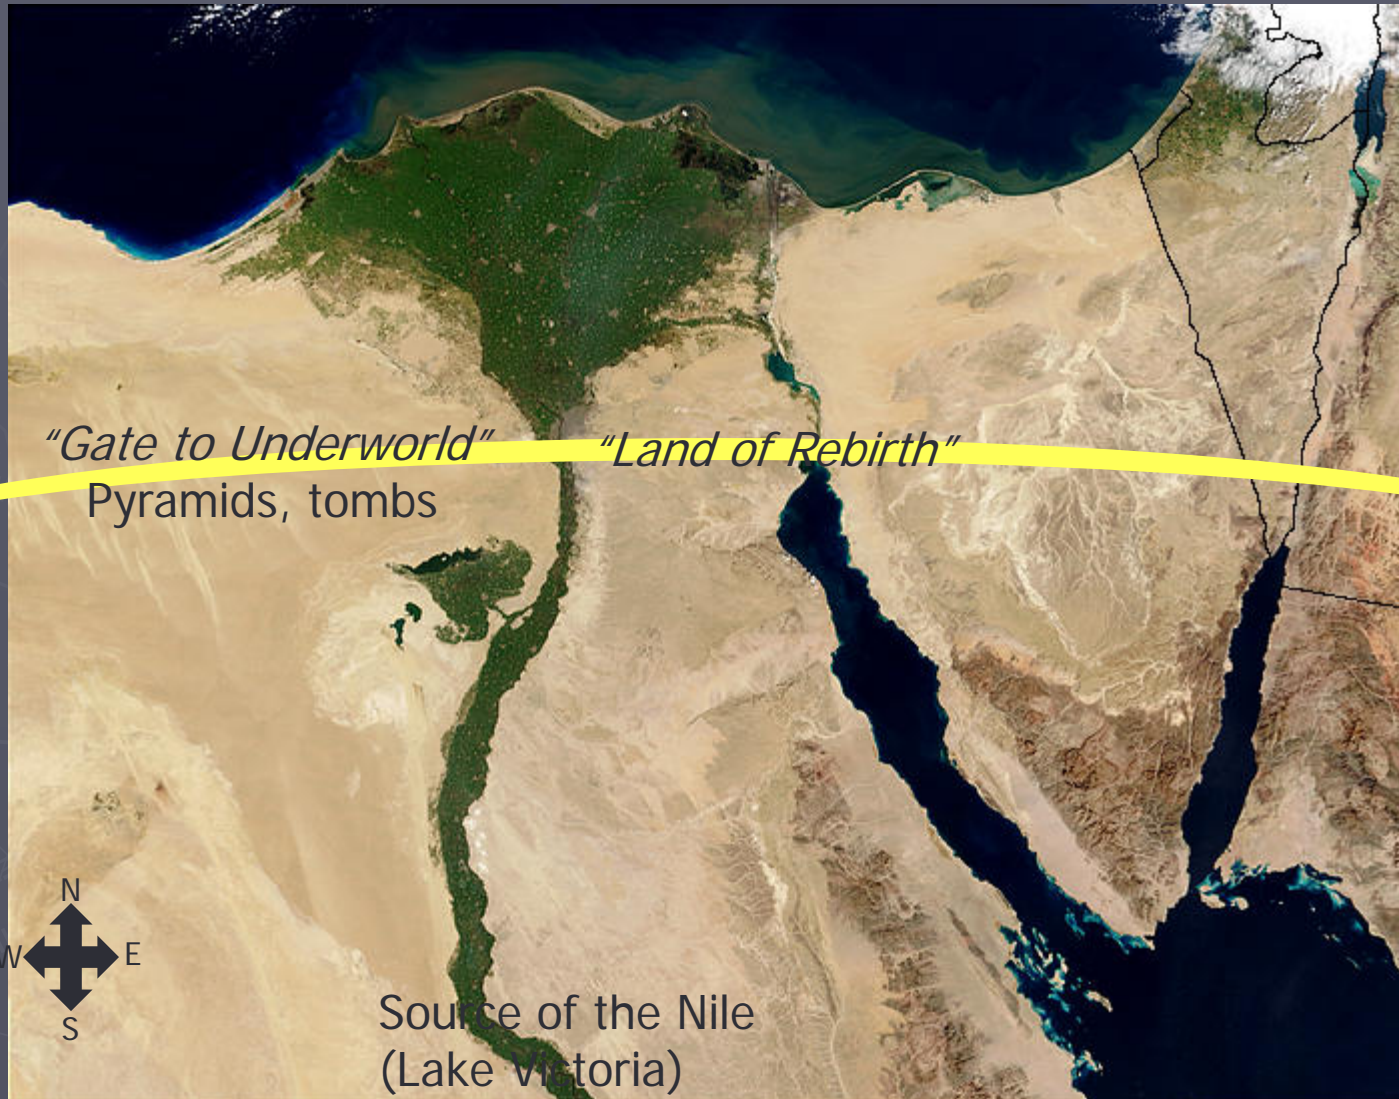 “Gate to Underworld”
“Land of Rebirth”
Pyramids, tombs
N
W
E
S
Source of the Nile
(Lake Victoria)